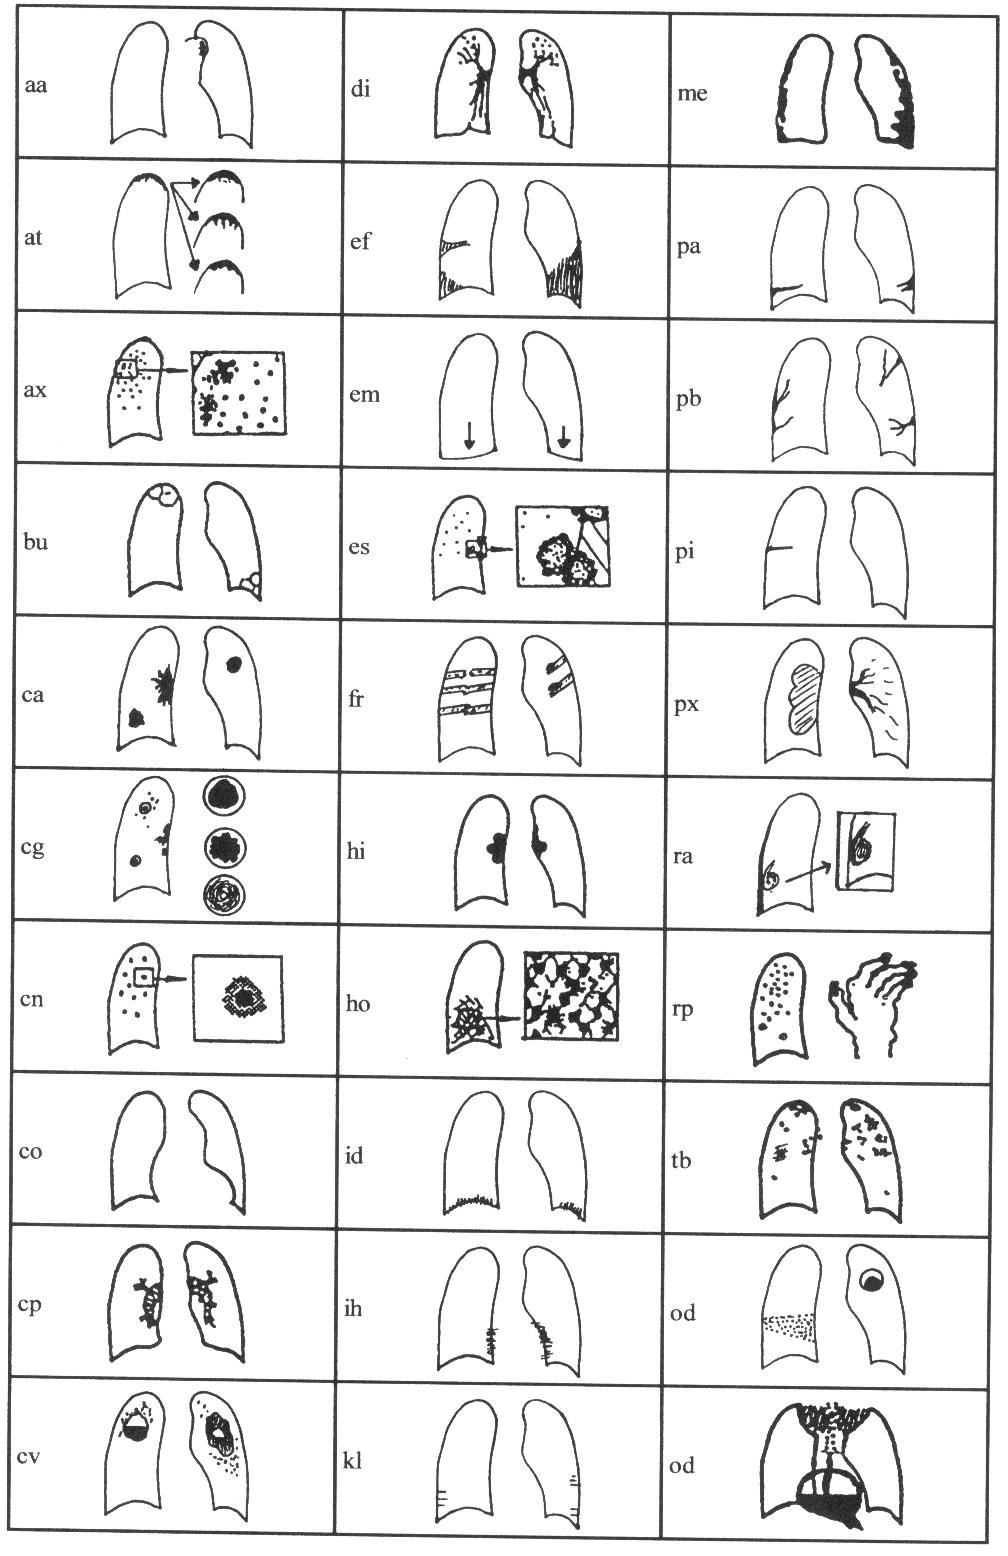 aa
di
me
at
ef
pa
ax
em
pb
bu
es
pi
ca
fr
px
cg
hi
ra
cn
ho
rp
co
id
tb
cp
ih
od
cv
kl
od